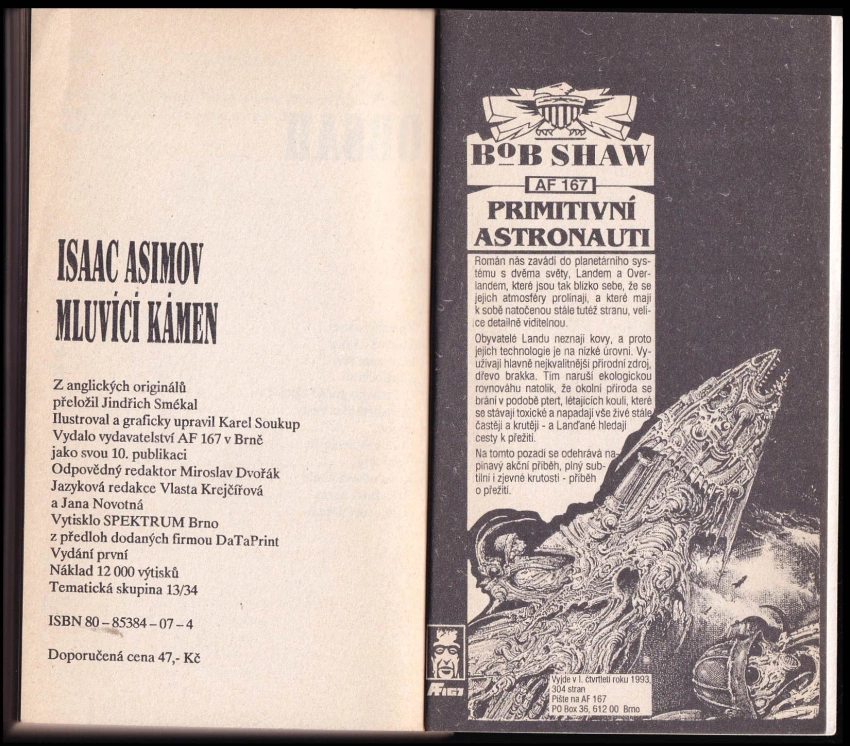 ISAAC ASIMOV
MLUVÍCÍ KÁMEN
Z anglických originálů
přeložil Jindřich Smékal
Ilustroval a graficky upravil Karel Soukup
Vydalo vydavatelství AF 167 v Brně
jako svou 10. publikaci
Odpovědný redaktor Miroslav Dvořák
Jazyková redakce Vlasta Krejčířová
a Jana Novotná
Vytisklo SPEKTRUM Brno
z předloh dodaných firmou DaTaPrint
Vydání první
Náklad 12 000 výtisků
Tematická skupina 13/34
ISBN 80 – 85384 – 07 – 4
Doporučená cena 47,- Kč
BOB SHAW
AF 167
PRIMITIVNÍ
ASTRONAUTI
Román nás zavádí do planetárního sys-
tému s dvěma světy, Landem a Over-
landem, které jsou tak blízko sebe, že se
jejich atmosféry prolínají, a které mají
k sobě natočenou stále tutéž stranu, veli-
ce detailně viditelnou.
Obyvatelé Landu neznají kovy, a proto
jejich technologie je na nízké úrovni. Vy-
užívají hlavně nejkvalitnější přírodní zdroj,
dřevo brakka. Tím naruší ekologickou
rovnováhu natolik, že okolní příroda se
brání v podobě ptert, létajících koulí, které
se stávají toxické a napadají vše živé stále
častěji a krutěji - a Lanďané hledají
cesty k přežití.
Na tomto pozadí se odehrává na-
pínavý akční příběh, plný sub-
tilní i zjevné krutosti - příběh
o přežití.
AF167
Vyjde v I. čtvrtletí roku 1993,
304 stran
Pište na AF 167
PO Box 36, 612 00 Brno